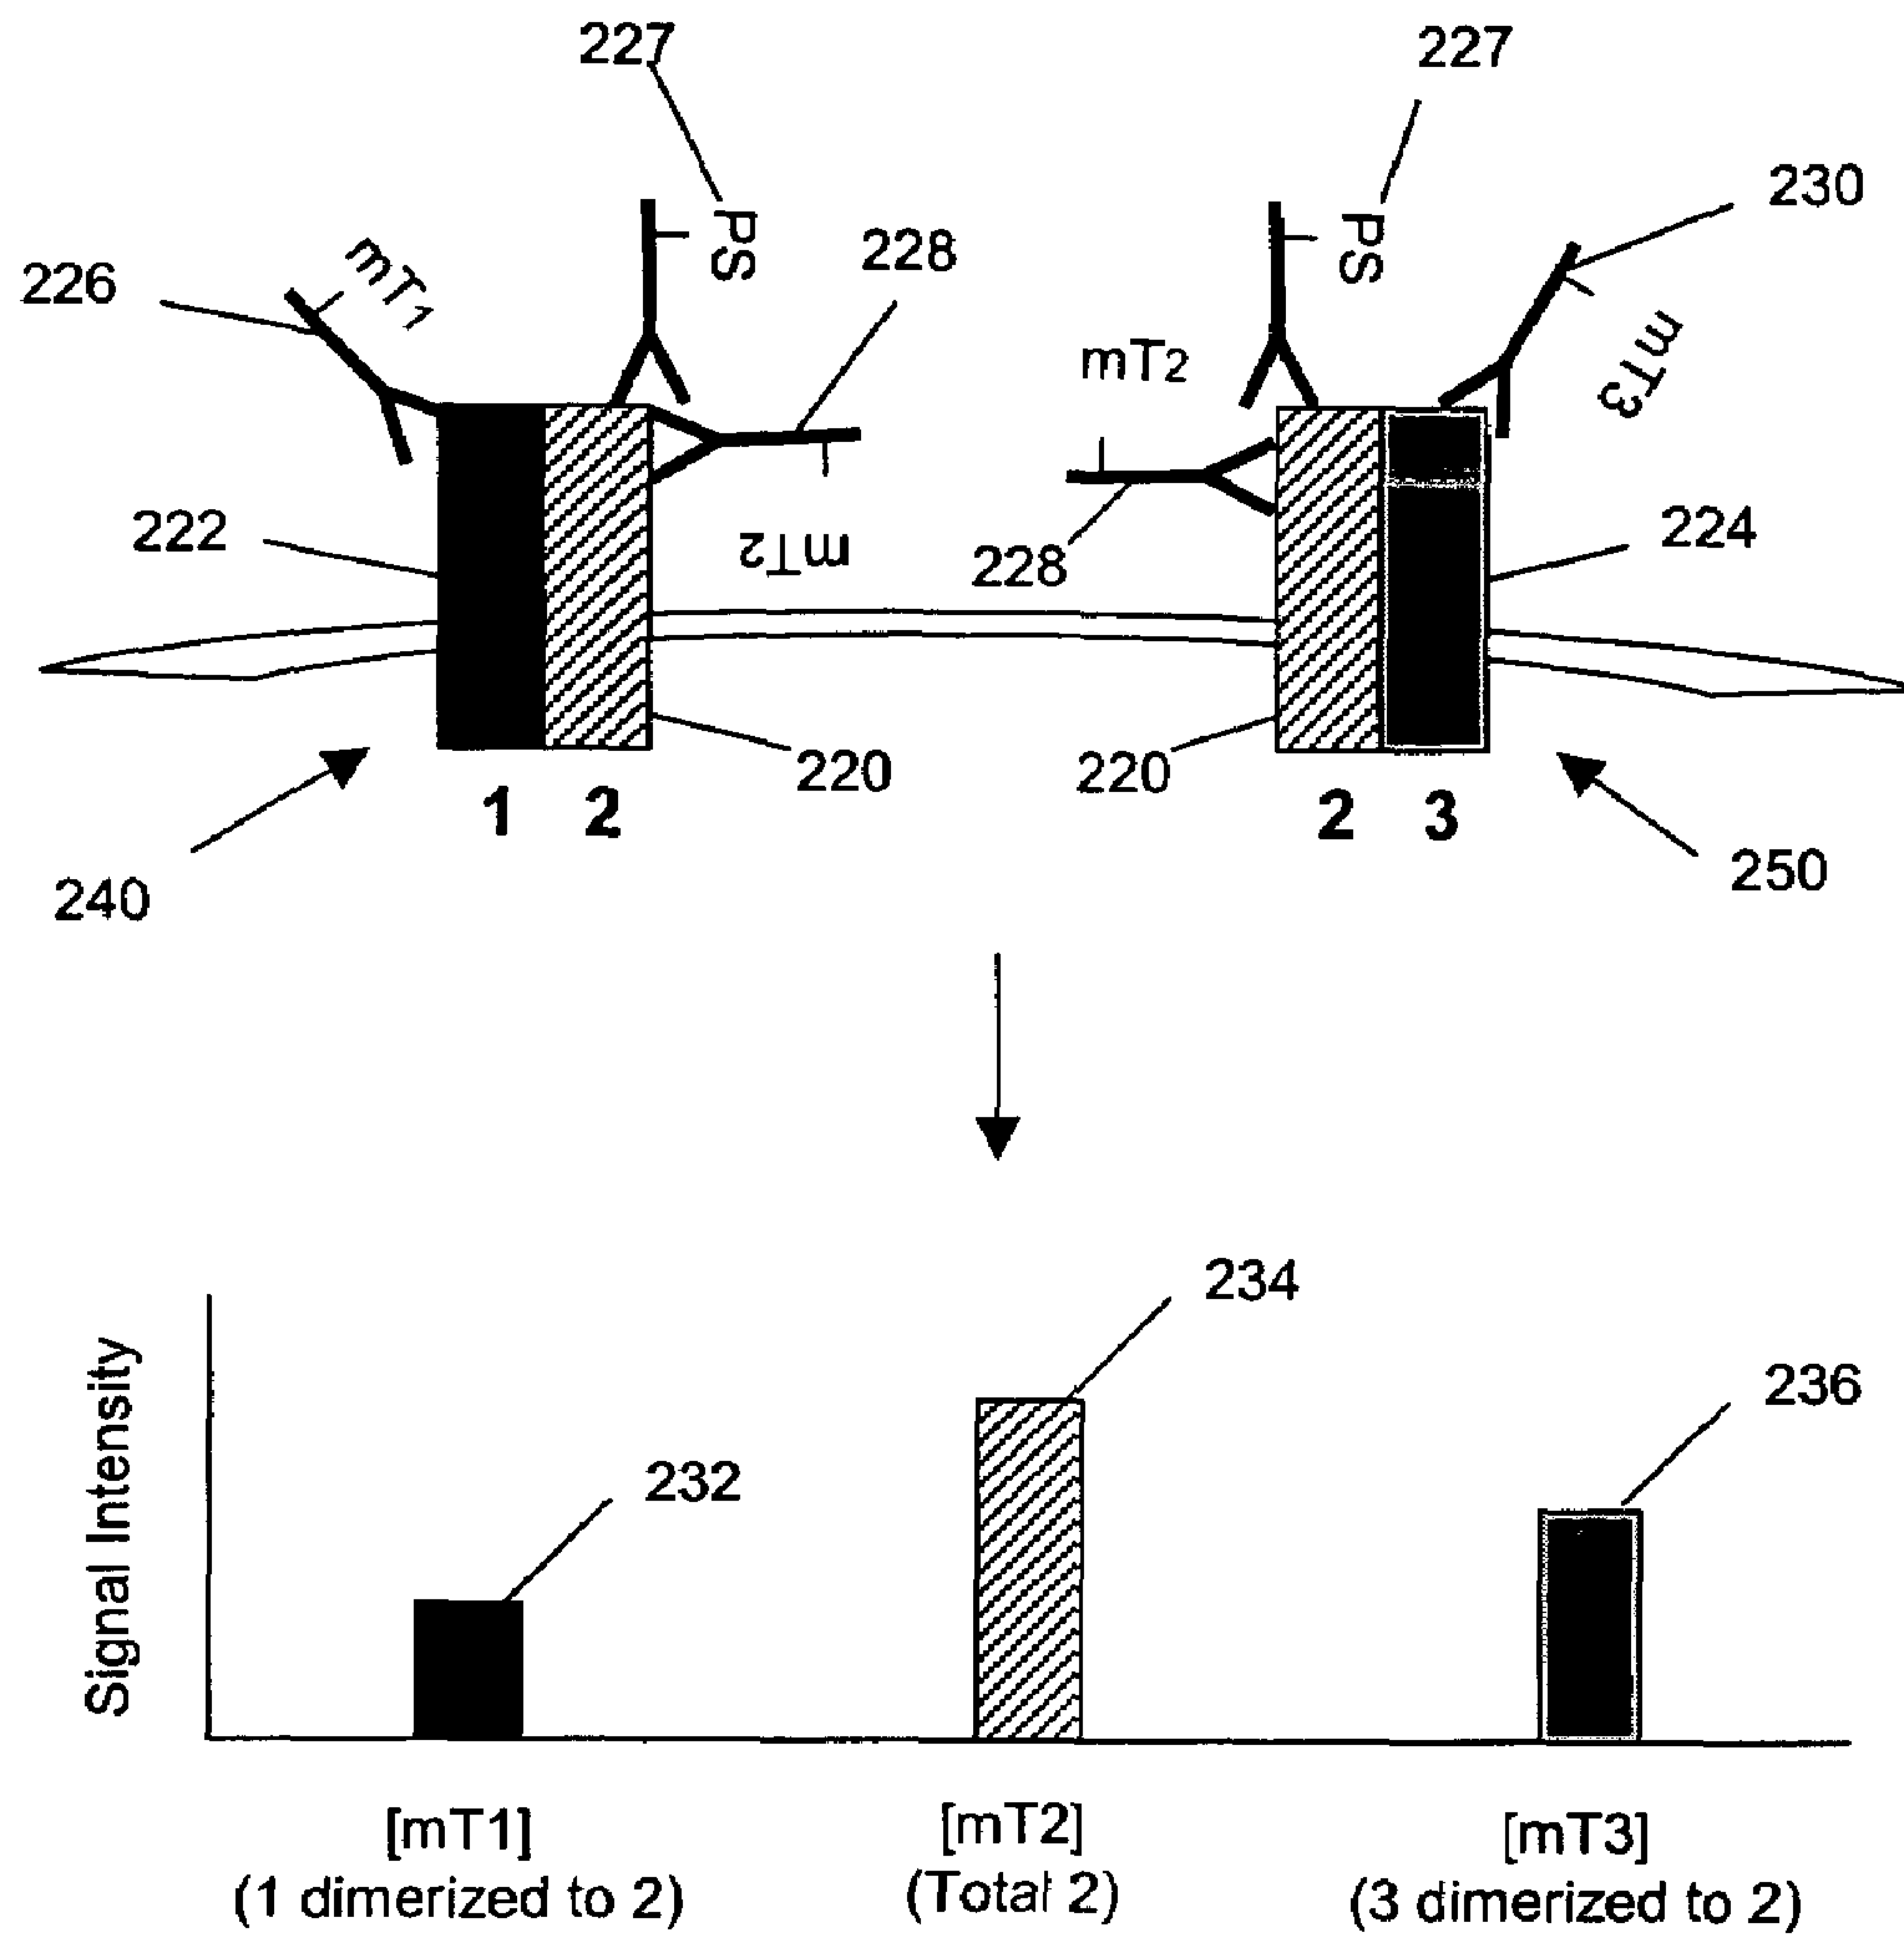 227
227
230
PS
PS
228
226
mT1
mT2
mT3
222
mT2
228
224
220
220
1 2
2 3
240
250
234
236
232
Signal Intensity
[mT1]
(1 dimerized to 2)
[mT2]
(Total 2)
[mT3]
(3 dimerized to 2)